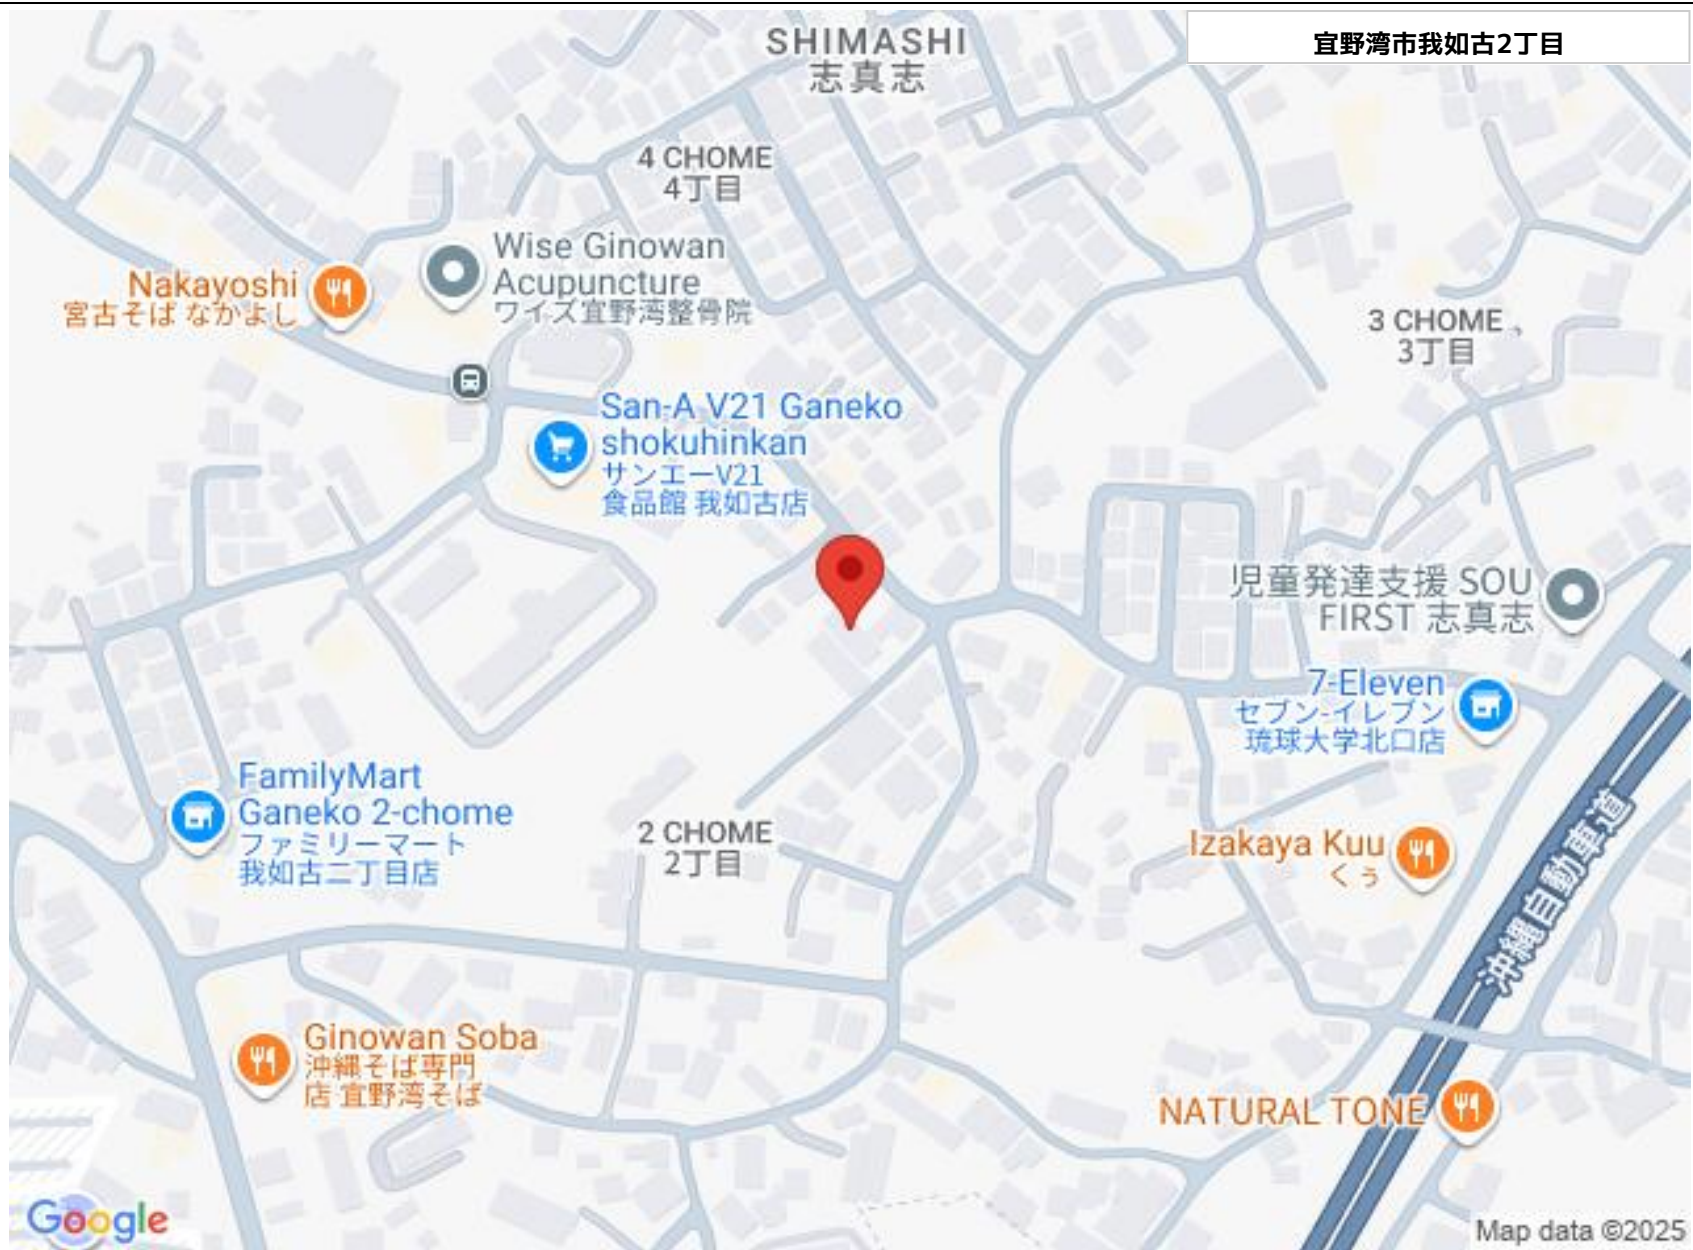 宜野湾市我如古2丁目
SHIMASHI
志真志
4 CHOME
4丁目
Wise Ginowan
Acupuncture
ワイズ宜野湾整骨院
Nakayoshi
宮古そば なかよし
3 CHOME
3丁目
San-A V21 Ganeko
shokuhinkan
サンエーV21
食品館 我如古店
児童発達支援 SOU
FIRST 志真志
7-Eleven
セブン-イレブン
琉球大学北口店
FamilyMart
Ganeko 2-chome
ファミリーマート
我如古二丁目店
2 CHOME
2丁目
Izakaya Kuu
くぅ
沖縄自動車道
Ginowan Soba
沖縄そば専門
店 宜野湾そば
NATURAL TONE
Google
Map data ©2025